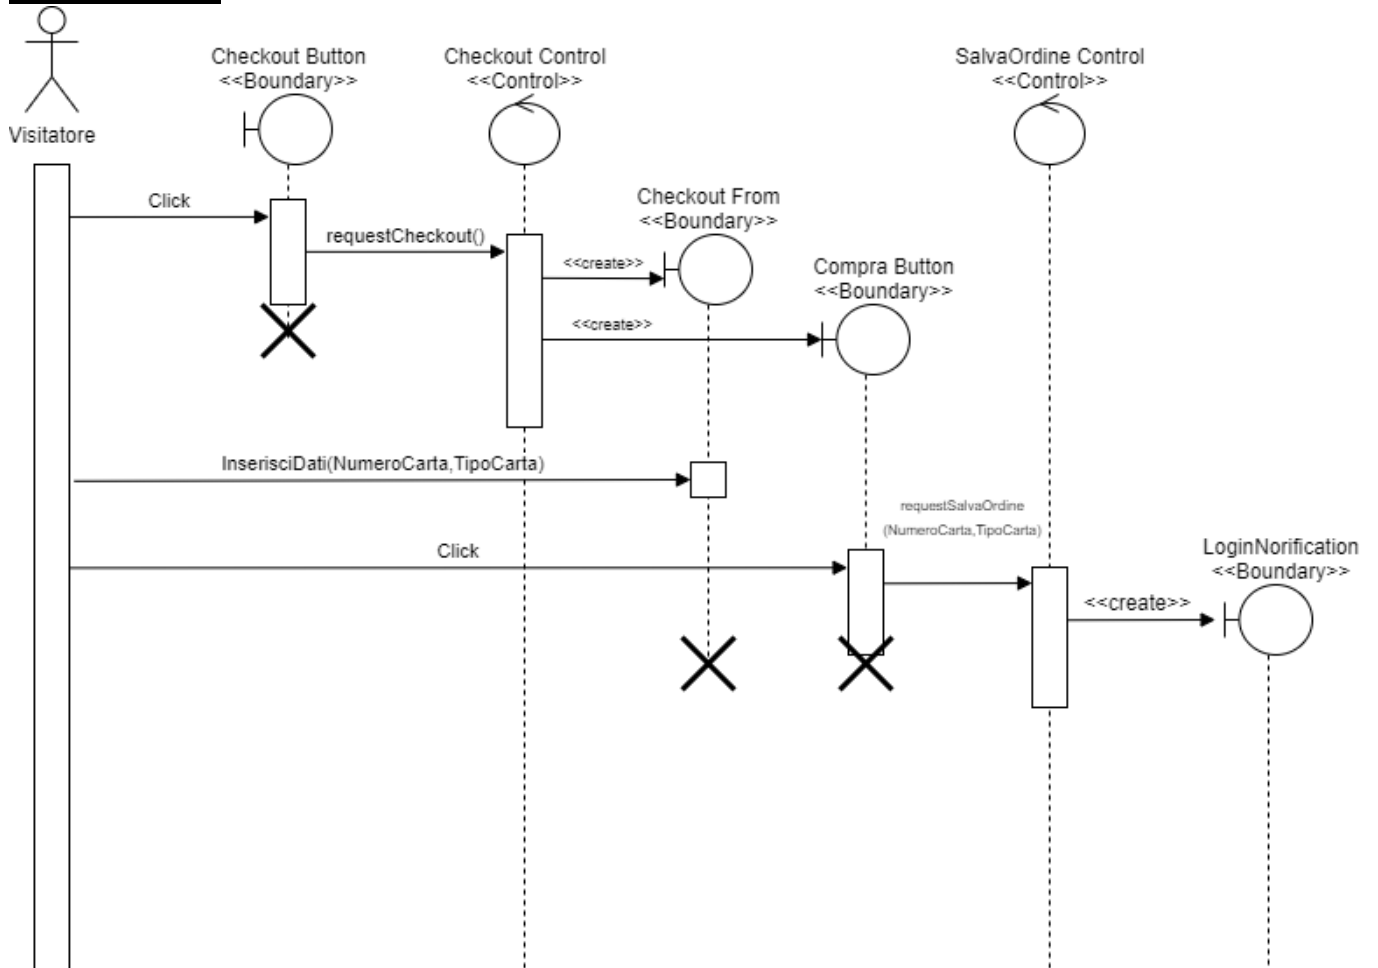 Checkout Button
<<Boundary>>
Checkout Control
<<Control>>
SalvaOrdine Control
<<Control>>
Visitatore
Click
requestCheckout()
Checkout From
<<Boundary>>
<<create>>
Compra Button
<<Boundary>>
<<create>>
InserisciDati(NumeroCarta,TipoCarta)
requestSalvaOrdine
(NumeroCarta,TipoCarta)
Click
LoginNorification
<<Boundary>>
<<create>>